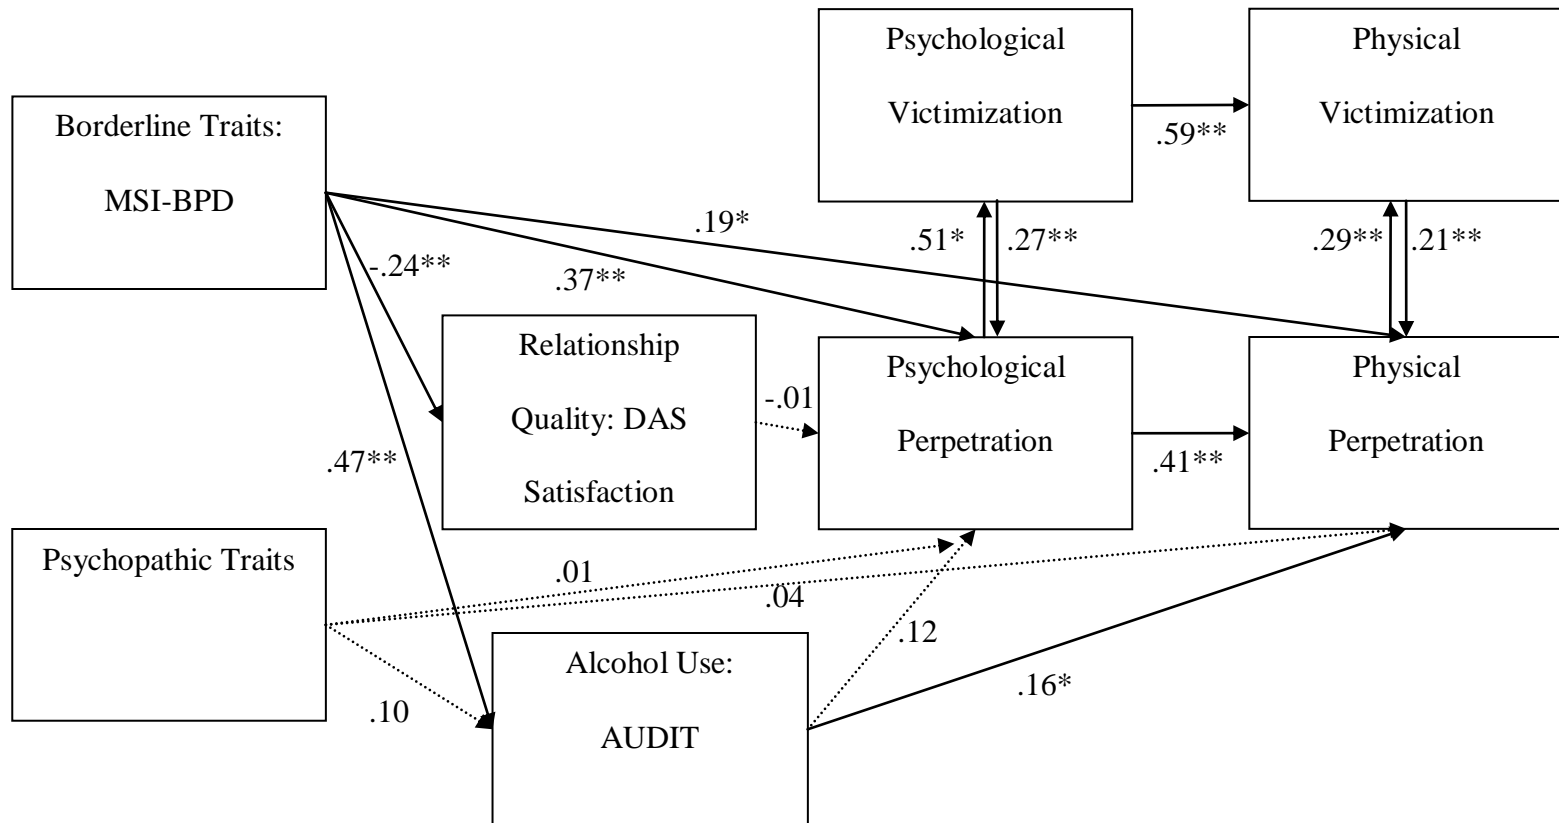 Psychological
Victimization
Physical
Victimization
Borderline Traits:
MSI-BPD
.59**
.19*
.51*
.27**
.29**
.21**
-.24**
.37**
Relationship
Quality: DAS
Satisfaction
-.01
Psychological
Perpetration
Physical
Perpetration
.47**
.41**
Psychopathic Traits
.01
.04
.12
.10
Alcohol Use:
AUDIT
.16*